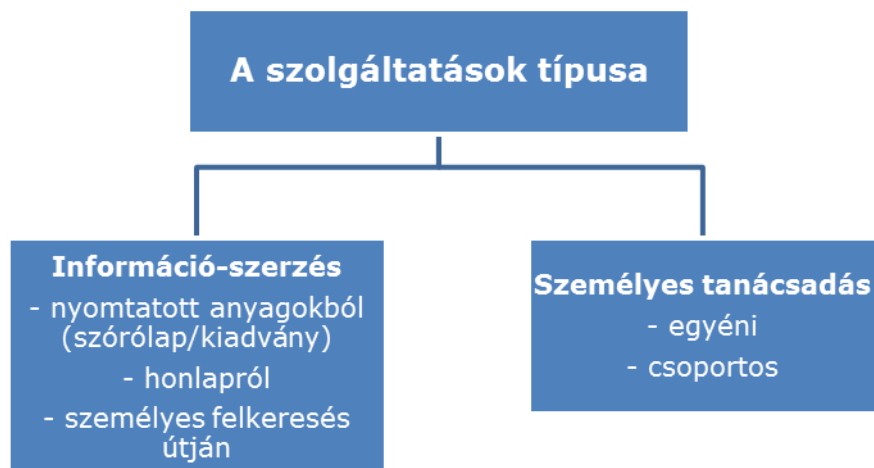 A szolgáltatások típusa
Információ-szerzés
- nyomtatott anyagokból
(szórólap/kiadvány)
- honlapról
- személyes felkeresés
útján
Személyes tanácsadás
- egyéni
- csoportos